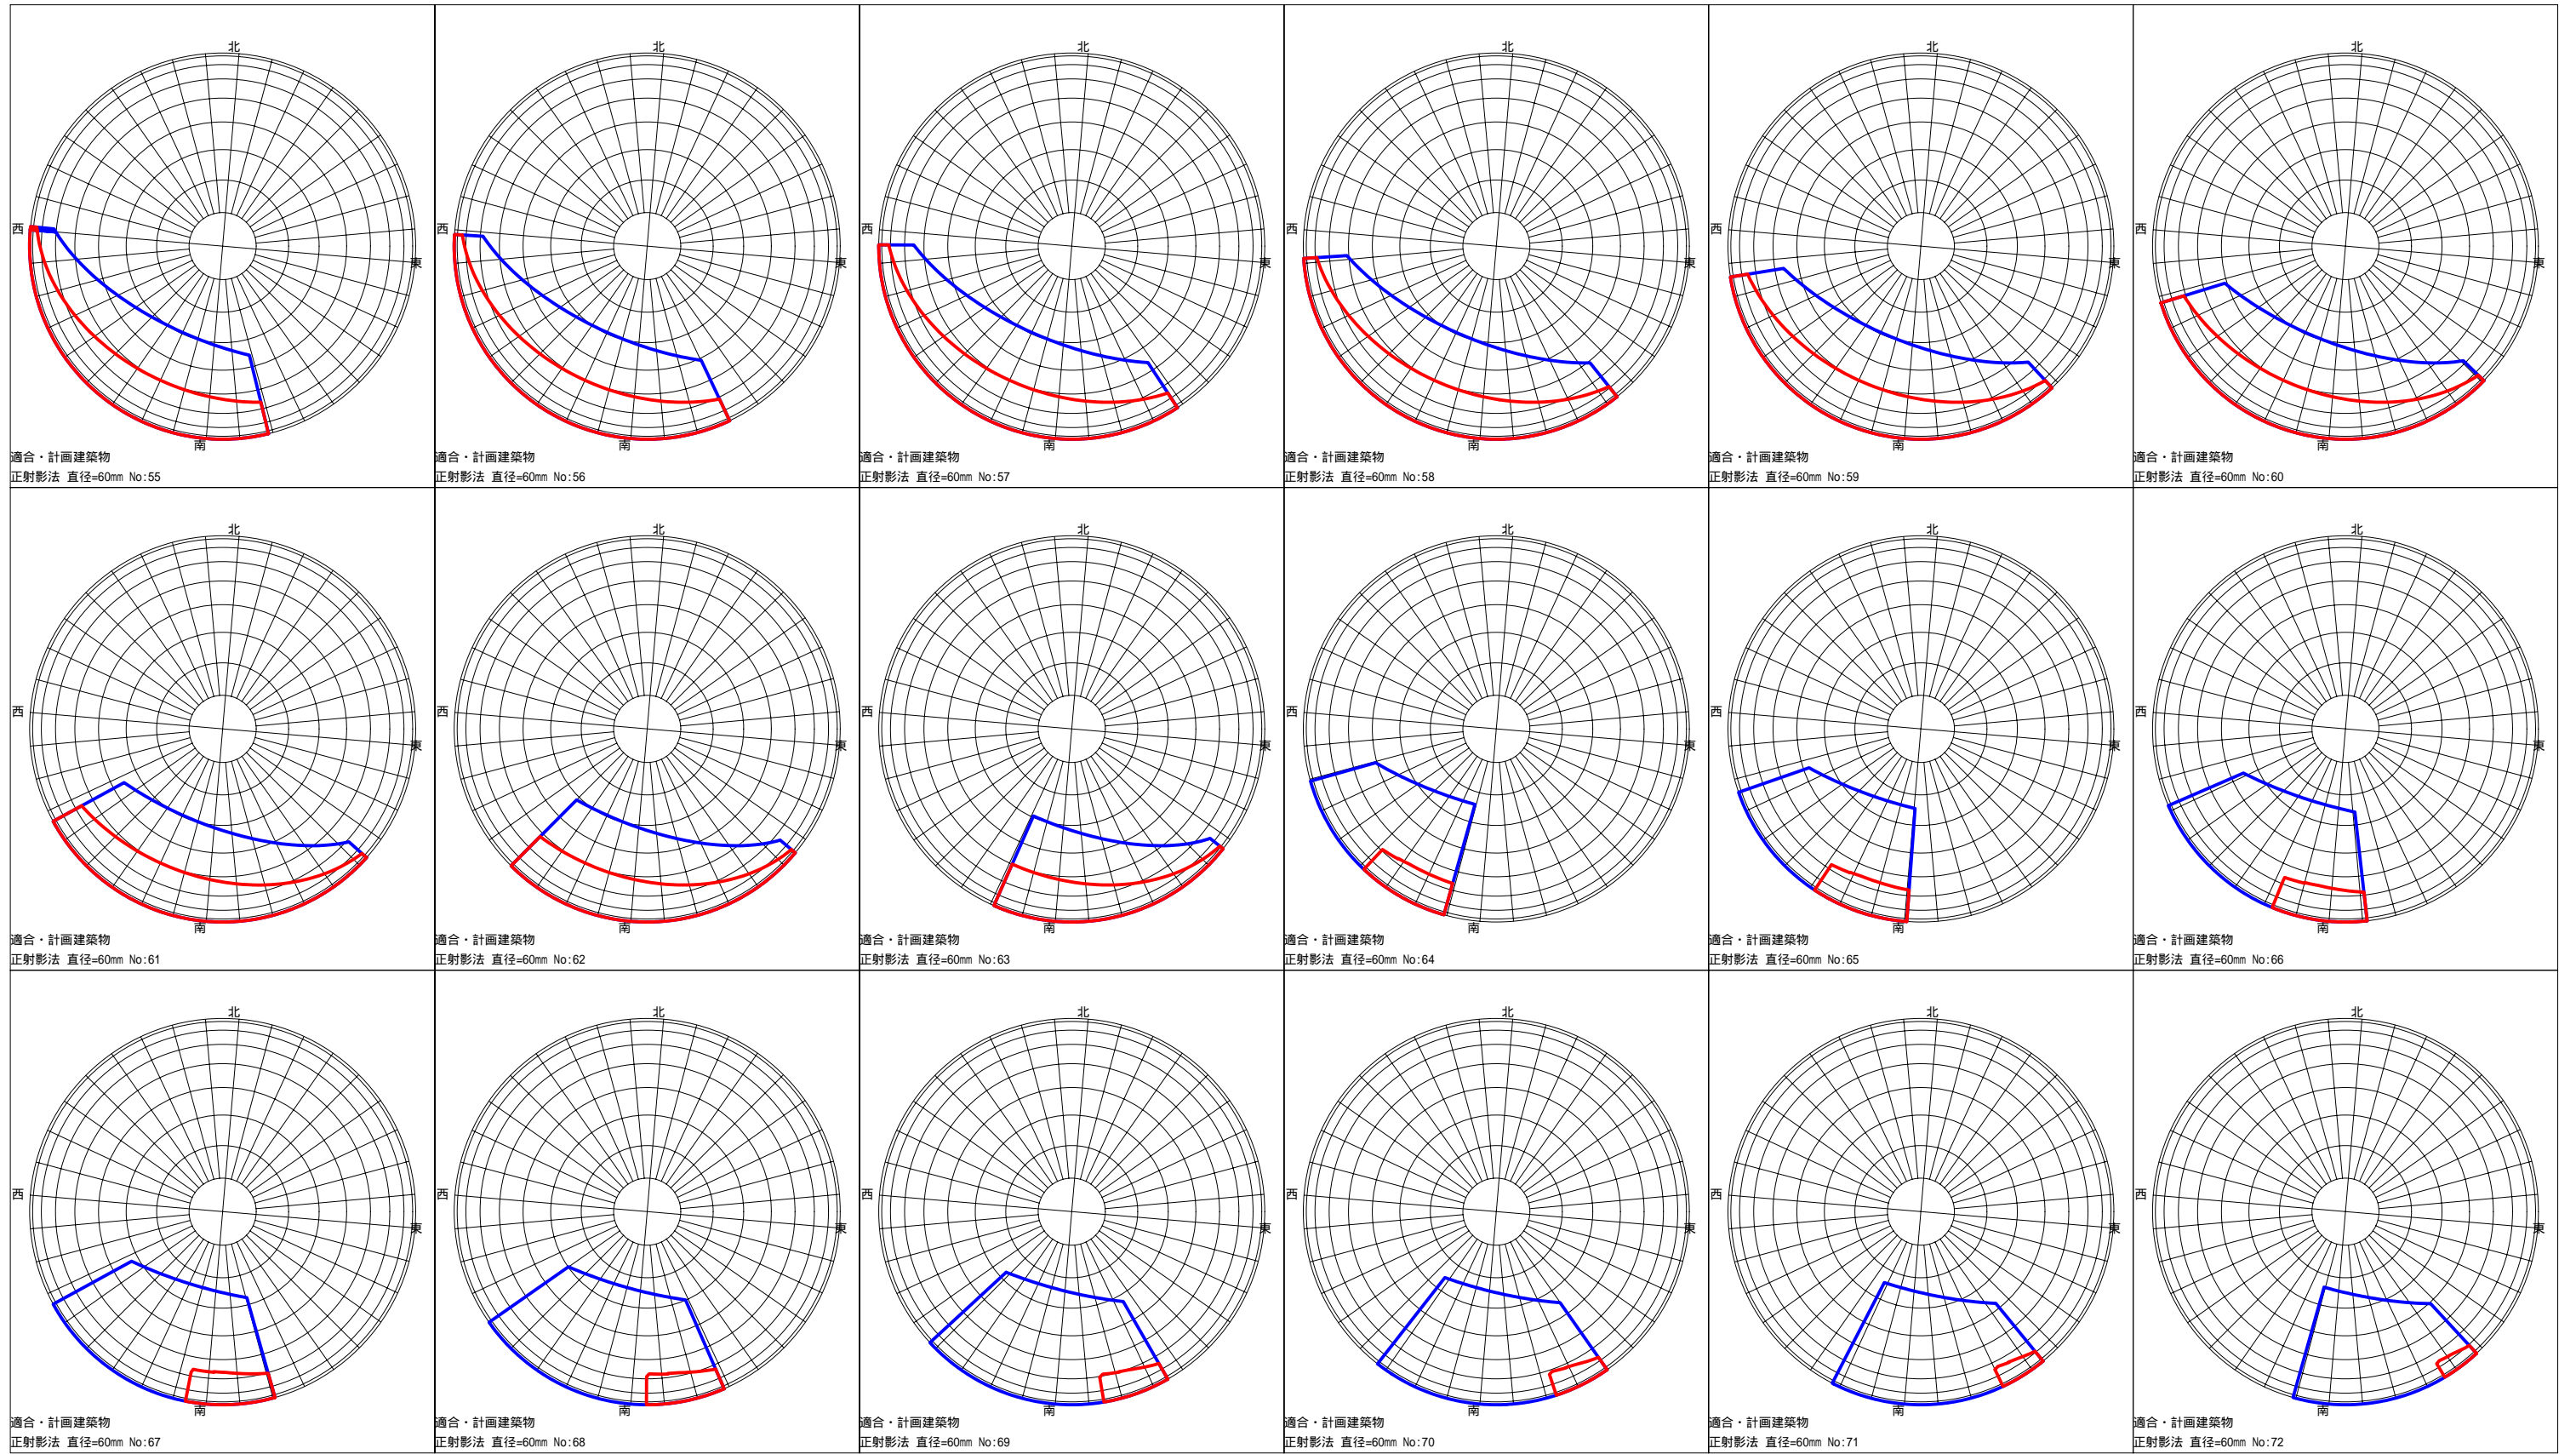 北
西
東
南
適合・計画建築物
正射影法 直径=60mm No:55
北
西
東
南
適合・計画建築物
正射影法 直径=60mm No:56
北
西
東
南
適合・計画建築物
正射影法 直径=60mm No:57
北
西
東
南
適合・計画建築物
正射影法 直径=60mm No:58
北
西
東
南
適合・計画建築物
正射影法 直径=60mm No:59
北
西
東
南
適合・計画建築物
正射影法 直径=60mm No:60
北
西
東
南
適合・計画建築物
正射影法 直径=60mm No:61
北
西
東
南
適合・計画建築物
正射影法 直径=60mm No:62
北
西
東
南
適合・計画建築物
正射影法 直径=60mm No:63
北
西
東
南
適合・計画建築物
正射影法 直径=60mm No:64
北
西
東
南
適合・計画建築物
正射影法 直径=60mm No:65
北
西
東
南
適合・計画建築物
正射影法 直径=60mm No:66
北
西
東
南
適合・計画建築物
正射影法 直径=60mm No:67
北
西
東
南
適合・計画建築物
正射影法 直径=60mm No:68
北
西
東
南
適合・計画建築物
正射影法 直径=60mm No:69
北
西
東
南
適合・計画建築物
正射影法 直径=60mm No:70
北
西
東
南
適合・計画建築物
正射影法 直径=60mm No:71
北
西
東
南
適合・計画建築物
正射影法 直径=60mm No:72